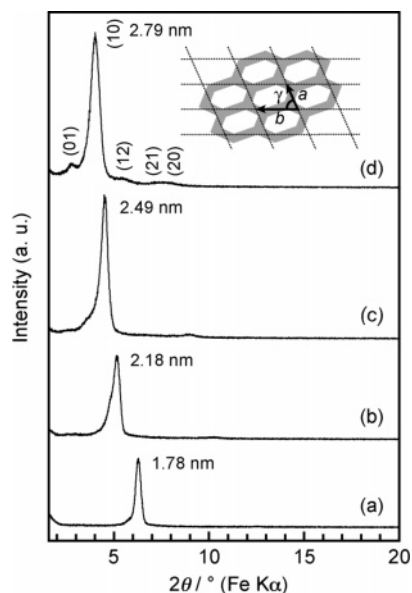 (10)
2.79 nm
(01)
(12)
(21)
(20)
γ
a
b
(d)
2.49 nm
(c)
2.18 nm
(b)
1.78 nm
(a)
Intensity (a. u.)
5
10
15
20
2θ / ° (Fe Kα)